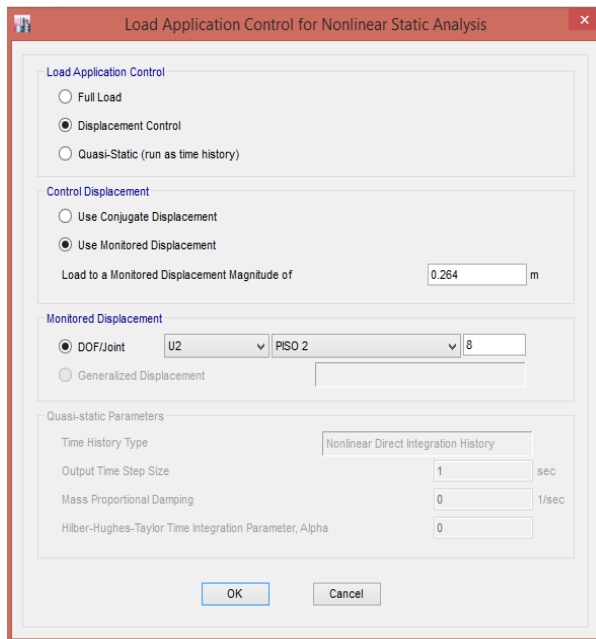 Load Application Control for Nonlinear Static Analysis
Load Application Control
Full Load
Displacement Control
Quasi-Static (run as time history)
Control Displacement
Use Conjugate Displacement
Use Monitored Displacement
Load to a Monitored Displacement Magnitude of 0.264 m
Monitored Displacement
DOF/Joint U2 PISO 2 8
Generalized Displacement
Quasi-static Parameters
Time History Type Nonlinear Direct Integration History
Output Time Step Size 1 sec
Mass Proportional Damping 0 1/sec
Hilber-Hughes-Taylor Time Integration Parameter, Alpha 0
OK Cancel